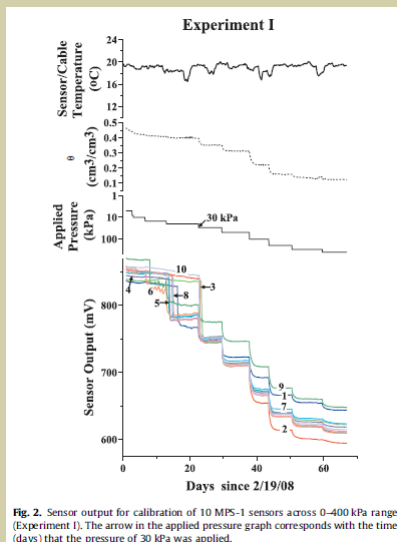 Experiment I
Sensor/Cable
Temperature
(oC)
24
20
16
12
θ
(cm3/cm3)
0.5
0.4
0.3
0.2
0.1
Applied
Pressure
(kPa)
1
10
100
30 kPa
Sensor Output (mV)
800
700
600
10
3
4
6
5
8
9
1
7
2
0
20
40
60
Days since 2/19/08
Fig. 2. Sensor output for calibration of 10 MPS-1 sensors across 0–400 kPa range
(Experiment I). The arrow in the applied pressure graph corresponds with the time
(days) that the pressure of 30 kPa was applied.